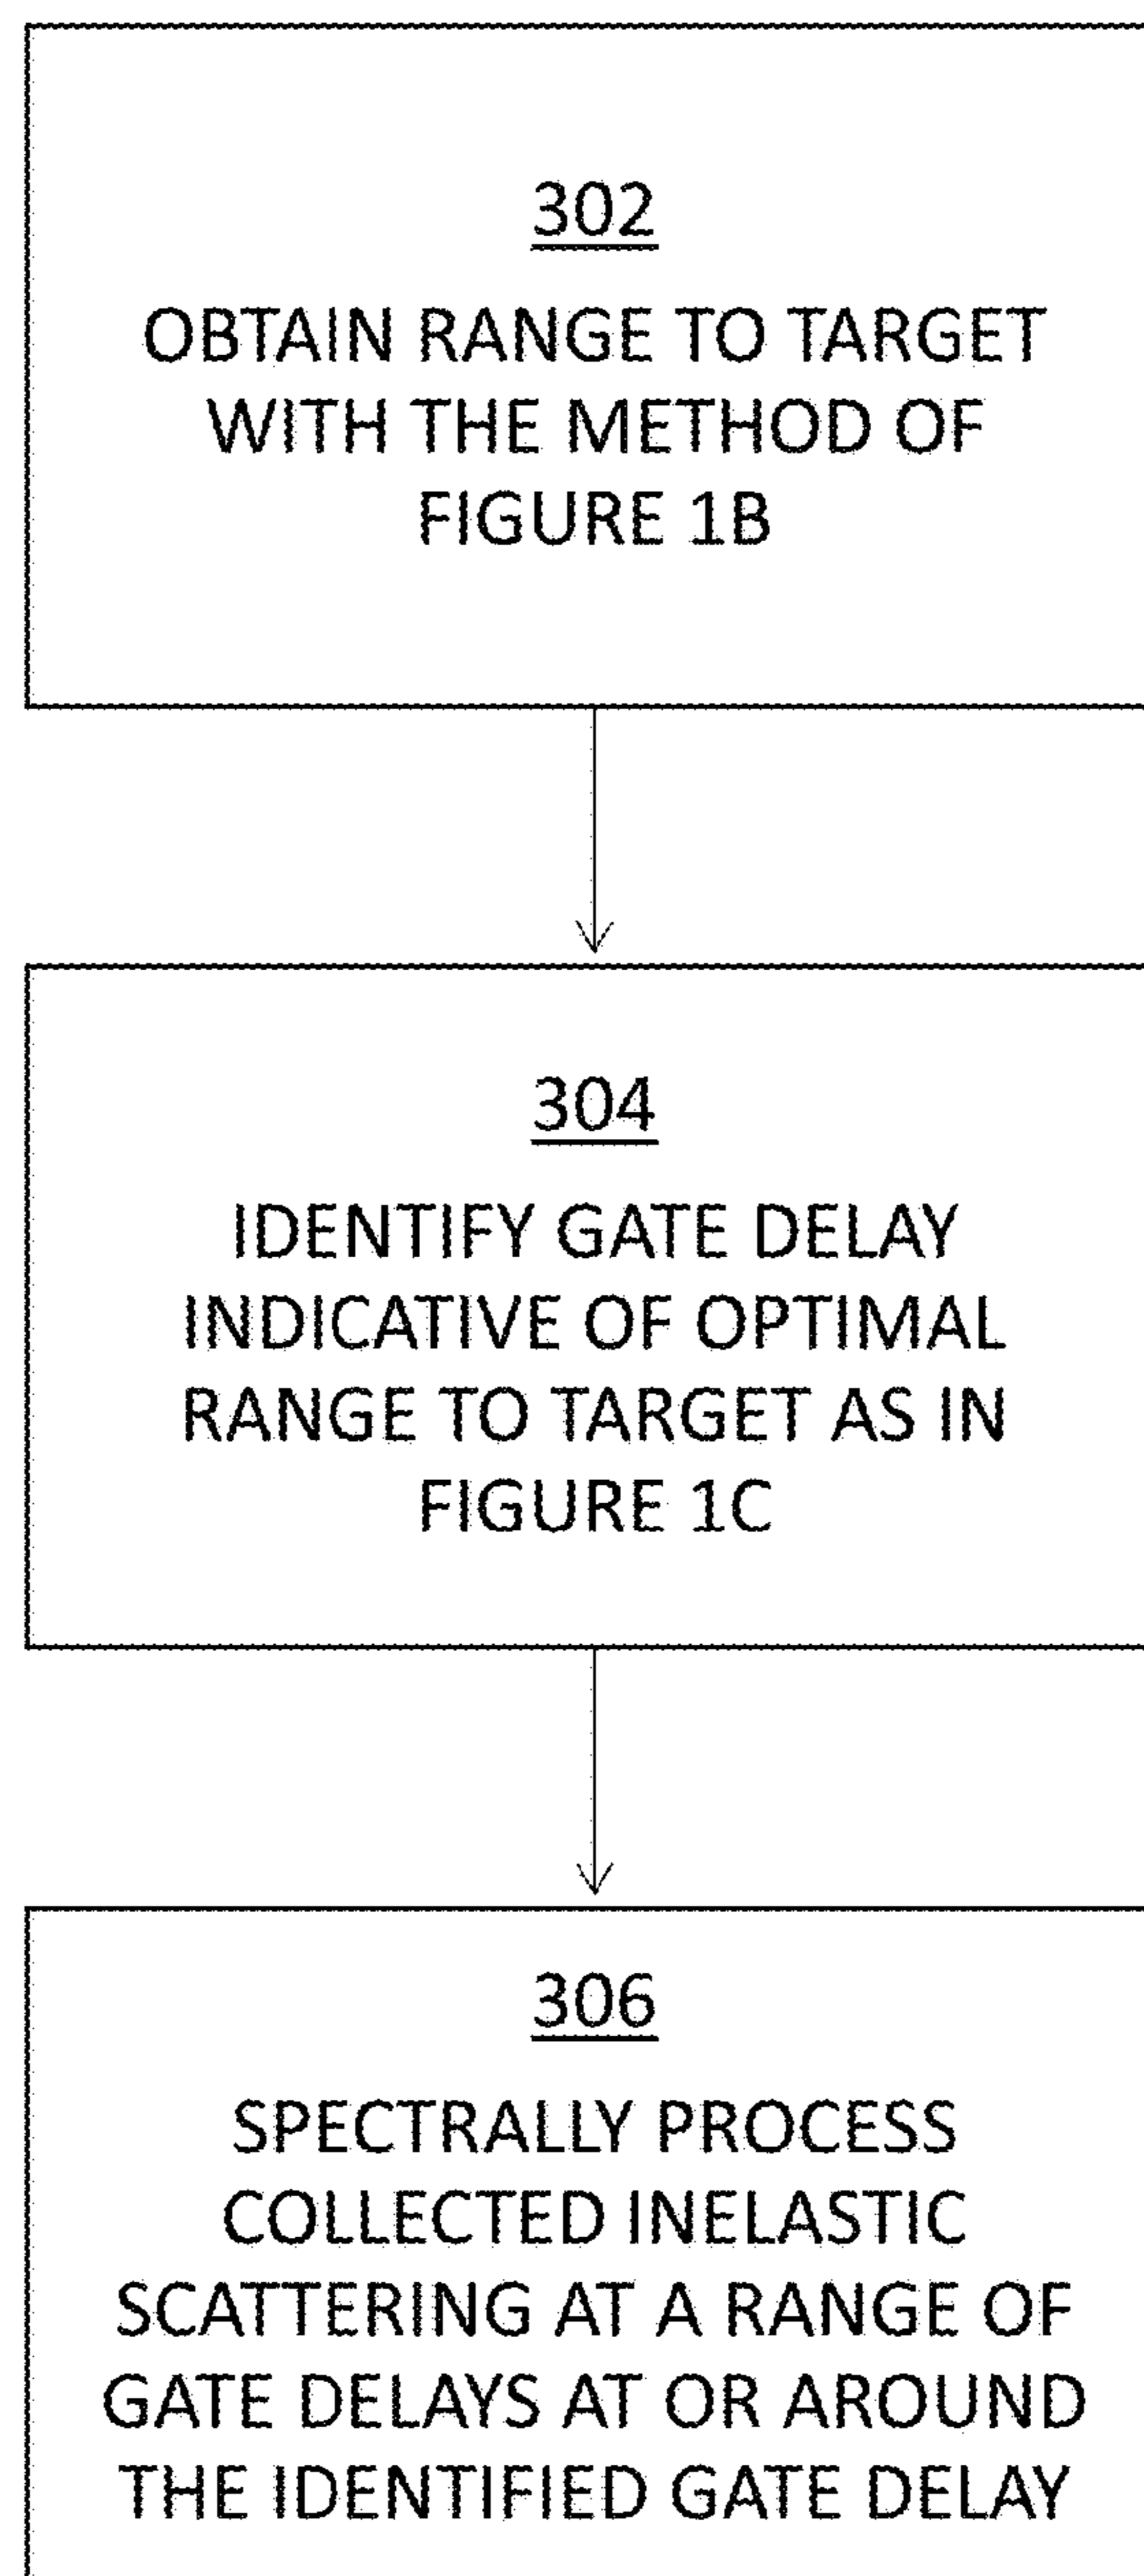 302
OBTAIN RANGE TO TARGET
WITH THE METHOD OF
FIGURE 1B
304
IDENTIFY GATE DELAY
INDICATIVE OF OPTIMAL
RANGE TO TARGET AS IN
FIGURE 1C
306
SPECTRALLY PROCESS
COLLECTED INELASTIC
SCATTERING AT A RANGE OF
GATE DELAYS AT OR AROUND
THE IDENTIFIED GATE DELAY